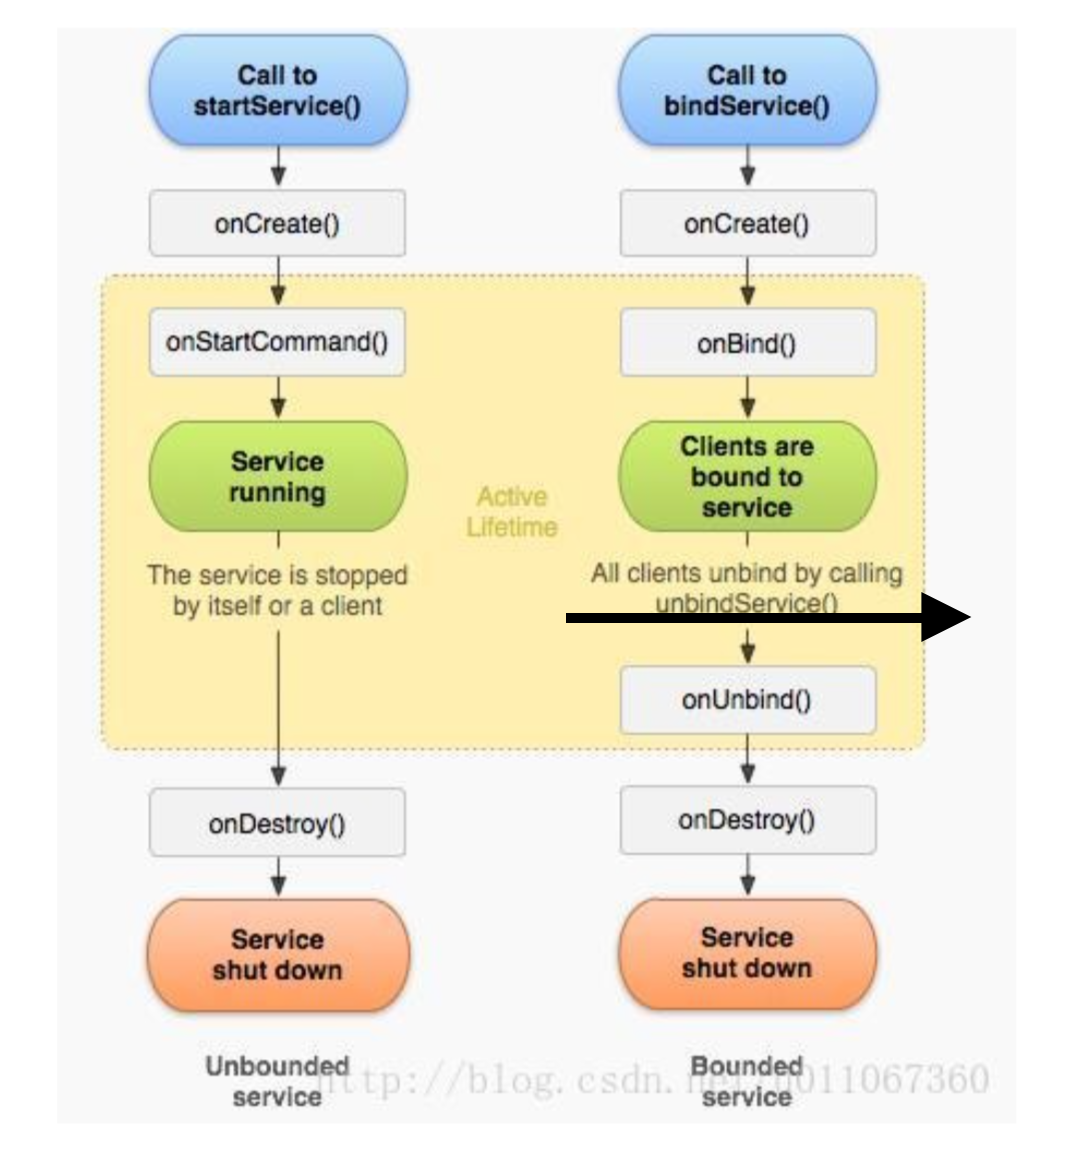 Call to
startService()
onCreate()
onStartCommand()
Service
running
The service is stopped
by itself or a client
onDestroy()
Service
shut down
Unbounded
service
Active
Lifetime
Call to
bindService()
onCreate()
onBind()
Clients are
bound to
service
All clients unbind by calling
unbindService()
onUnbind()
onDestroy()
Service
shut down
Bounded
service
http://blog.csdn.net/u011067360